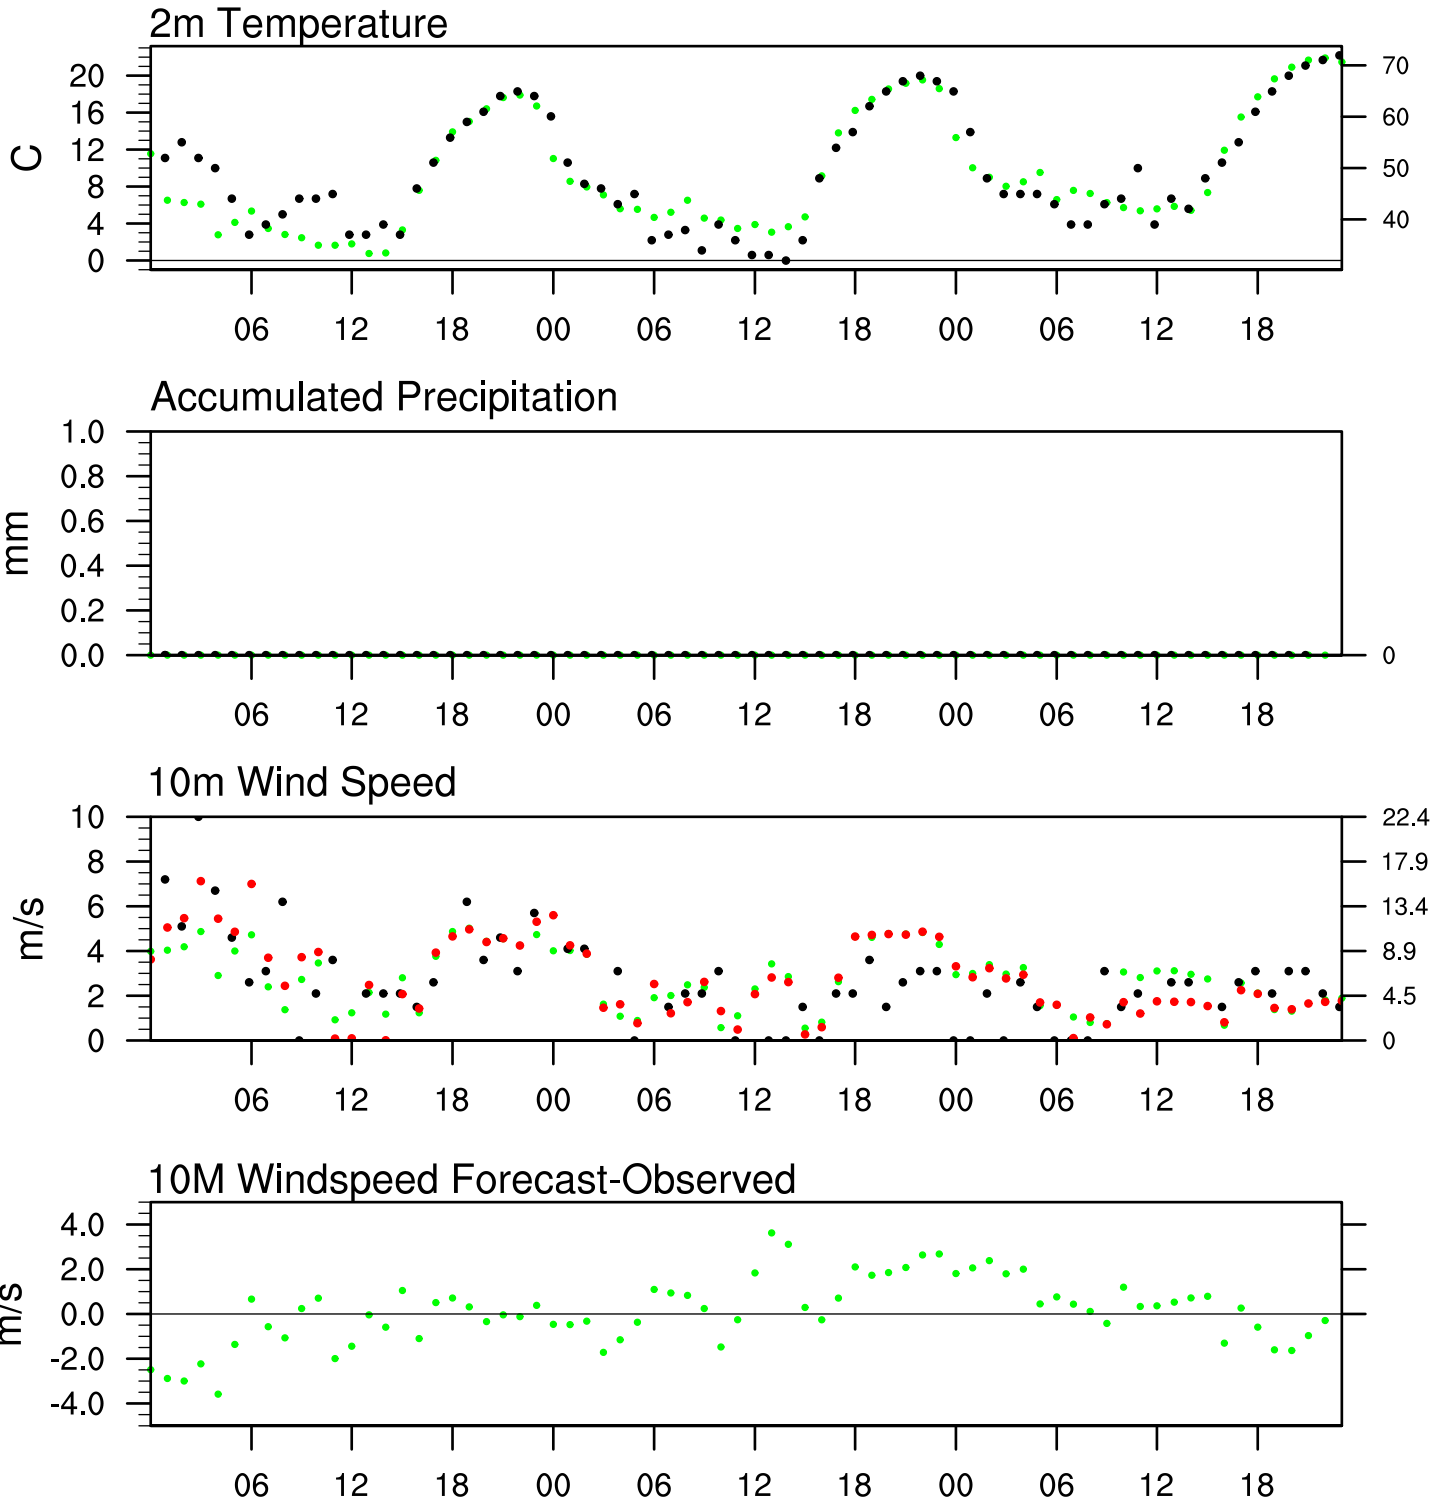 2m Temperature
C
20
16
12
8
4
0
70
60
50
40
06 12 18 00 06 12 18 00 06 12 18
Accumulated Precipitation
mm
1.0
0.8
0.6
0.4
0.2
0.0
0
06 12 18 00 06 12 18 00 06 12 18
10m Wind Speed
m/s
10
8
6
4
2
0
22.4
17.9
13.4
8.9
4.5
0
06 12 18 00 06 12 18 00 06 12 18
10M Windspeed Forecast-Observed
m/s
4.0
2.0
0.0
-2.0
-4.0
06 12 18 00 06 12 18 00 06 12 18